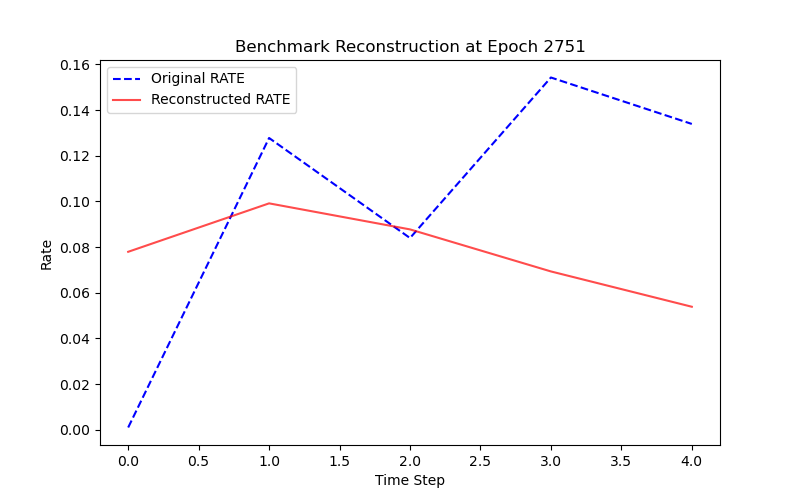 Benchmark Reconstruction at Epoch 2751
Original RATE
Reconstructed RATE
0.16
0.14
0.12
0.10
0.08
0.06
0.04
0.02
0.00
Rate
0.0 0.5 1.0 1.5 2.0 2.5 3.0 3.5 4.0
Time Step